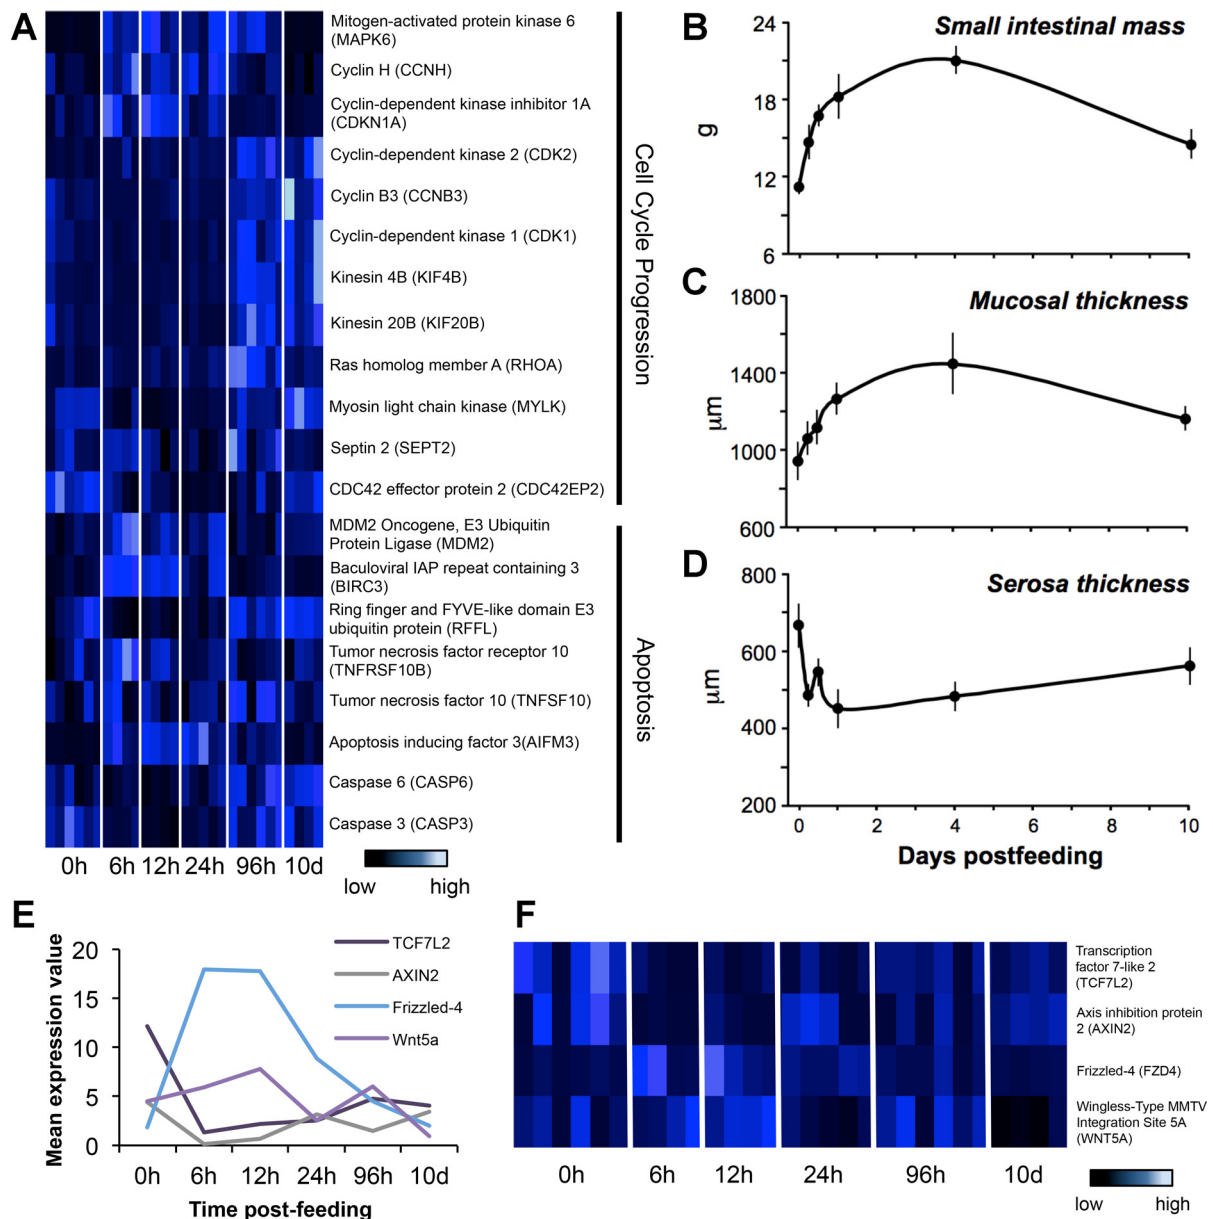 A
Mitogen-activated protein kinase 6
(MAPK6)
Cyclin H (CCNH)
Cyclin-dependent kinase inhibitor 1A
(CDKN1A)
Cyclin-dependent kinase 2 (CDK2)
Cyclin B3 (CCNB3)
Cyclin-dependent kinase 1 (CDK1)
Kinesin 4B (KIF4B)
Kinesin 20B (KIF20B)
Ras homolog member A (RHOA)
Myosin light chain kinase (MYLK)
Septin 2 (SEPT2)
CDC42 effector protein 2 (CDC42EP2)
MDM2 Oncogene, E3 Ubiquitin
Protein Ligase (MDM2)
Baculoviral IAP repeat containing 3
(BIRC3)
Ring finger and FYVE-like domain E3
ubiquitin protein (RFFL)
Tumor necrosis factor receptor 10
(TNFRSF10B)
Tumor necrosis factor 10 (TNFSF10)
Apoptosis inducing factor 3(AIFM3)
Caspase 6 (CASP6)
Caspase 3 (CASP3)
Cell Cycle Progression
Apoptosis
0h 6h 12h 24h 96h 10d
low high
B
Small intestinal mass
g
24
18
12
6
C
Mucosal thickness
µm
1800
1400
1000
600
D
Serosa thickness
µm
800
600
400
200
0 2 4 6 8 10
Days postfeeding
E
Mean expression value
20
15
10
5
0
TCF7L2
AXIN2
Frizzled-4
Wnt5a
0h 6h 12h 24h 96h 10d
Time post-feeding
F
Transcription
factor 7-like 2
(TCF7L2)
Axis inhibition protein
2 (AXIN2)
Frizzled-4 (FZD4)
Wingless-Type MMTV
Integration Site 5A
(WNT5A)
0h 6h 12h 24h 96h 10d
low high